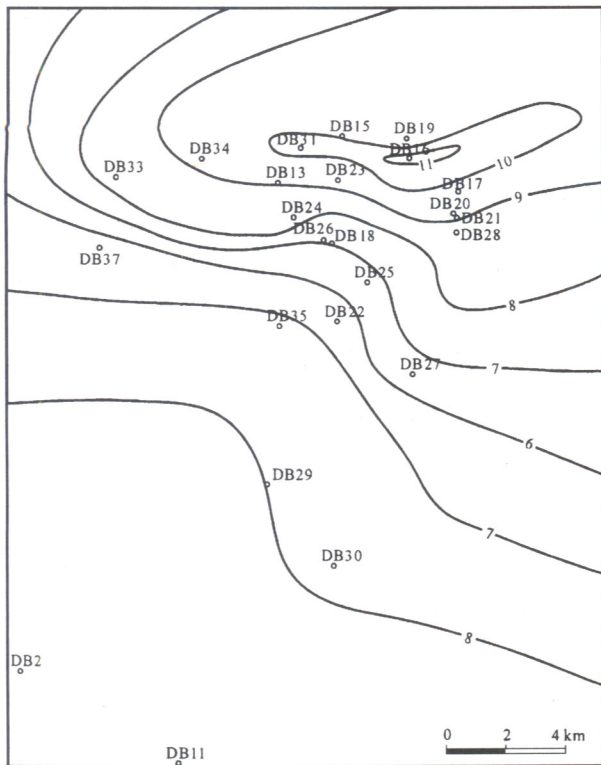 DB15
DB19
DB31
DB16
11
DB34
10
DB33
DB13
DB23
DB17
9
DB20
DB24
DB21
DB26
DB18
DB28
DB37
DB25
8
DB35
DB22
7
DB27
6
DB29
7
DB30
8
DB2
0 2 4 km
DB11